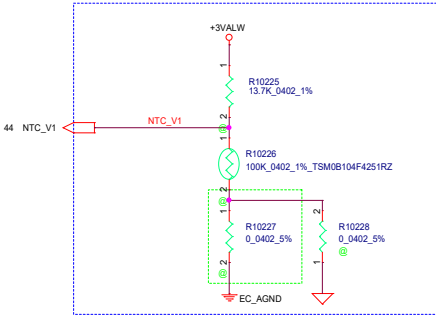 +3VALW
1
R10225
13.7K_0402_1%
2
44 NTC_V1
NTC_V1
@
1
R10226
100K_0402_1%_TSM0B104F4251RZ
2
@
1
R10227
0_0402_5%
2
@
2
R10228
0_0402_5%
1
@
EC_AGND